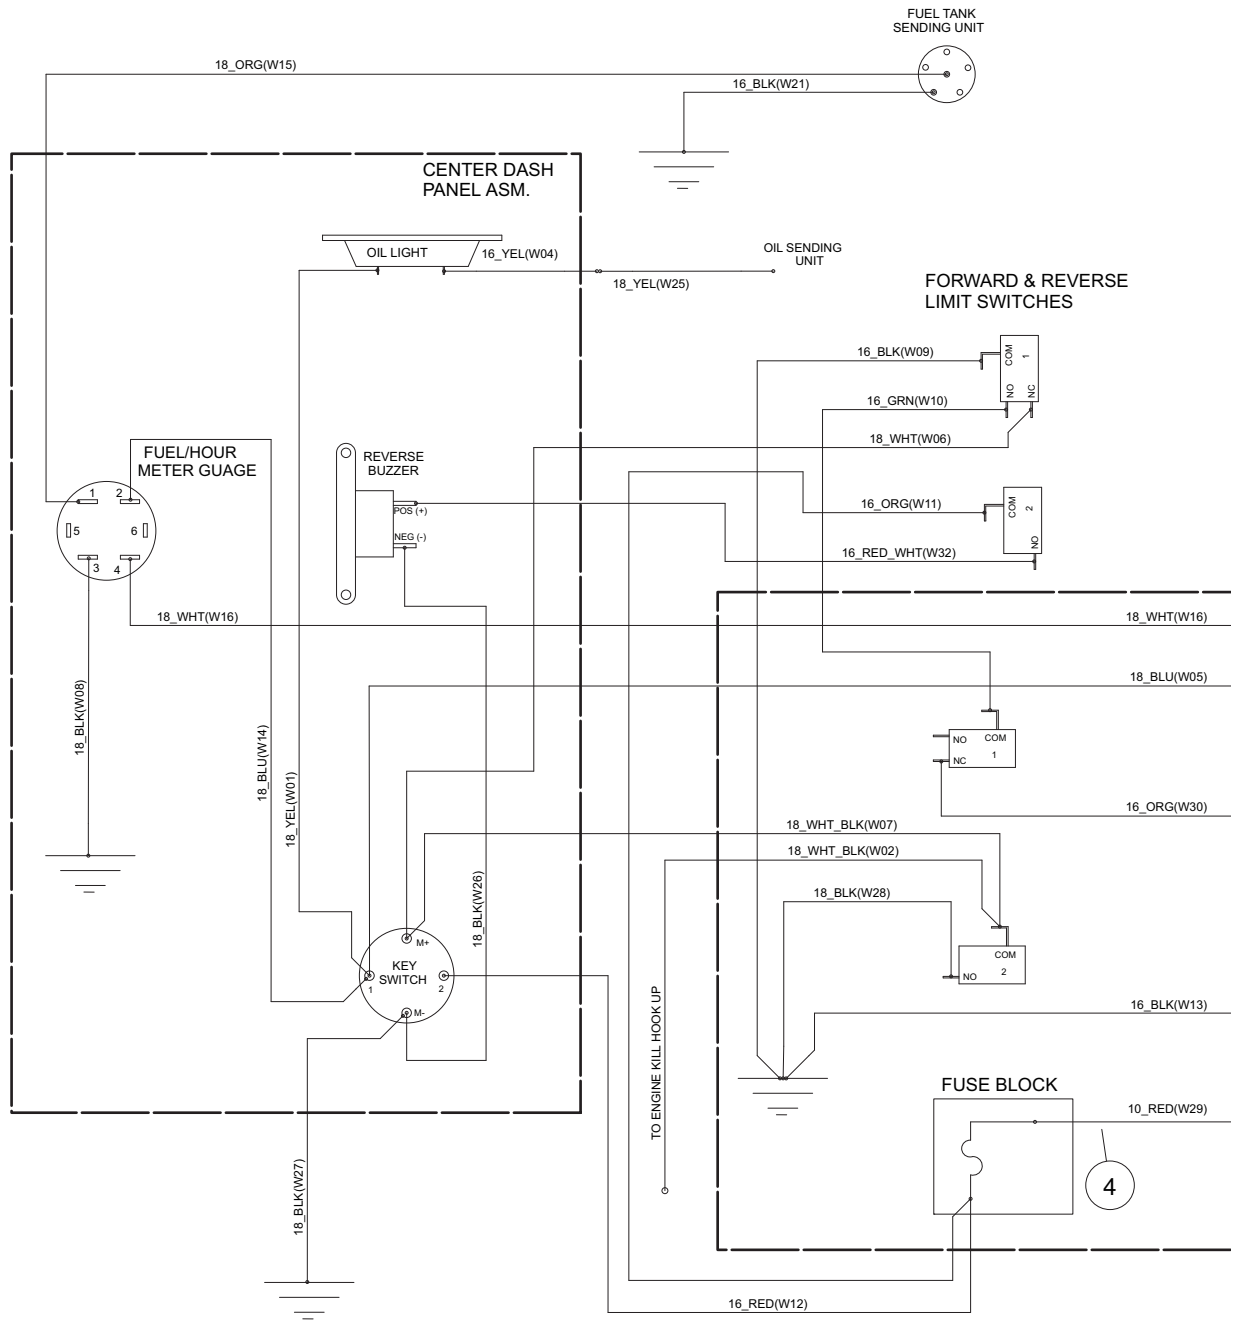 FUEL TANK
SENDING UNIT
18_ORG(W15)
16_BLK(W21)
CENTER DASH
PANEL ASM.
OIL LIGHT
16_YEL(W04)
18_YEL(W25)
OIL SENDING
UNIT
FORWARD & REVERSE
LIMIT SWITCHES
16_BLK(W09)
COM
1
NO
NC
16_GRN(W10)
18_WHT(W06)
FUEL/HOUR
METER GUAGE
1
2
5
6
3
4
REVERSE
BUZZER
POS (+)
NEG (-)
16_ORG(W11)
COM
2
NO
16_RED_WHT(W32)
18_WHT(W16)
18_WHT(W16)
18_BLU(W05)
18_BLK(W08)
18_BLU(W14)
18_YEL(W01)
NO
COM
NC
1
16_ORG(W30)
18_WHT_BLK(W07)
18_WHT_BLK(W02)
18_BLK(W28)
18_BLK(W26)
M+
KEY
SWITCH
1
2
M-
COM
NO
2
16_BLK(W13)
TO ENGINE KILL HOOK UP
FUSE BLOCK
10_RED(W29)
4
18_BLK(W27)
16_RED(W12)